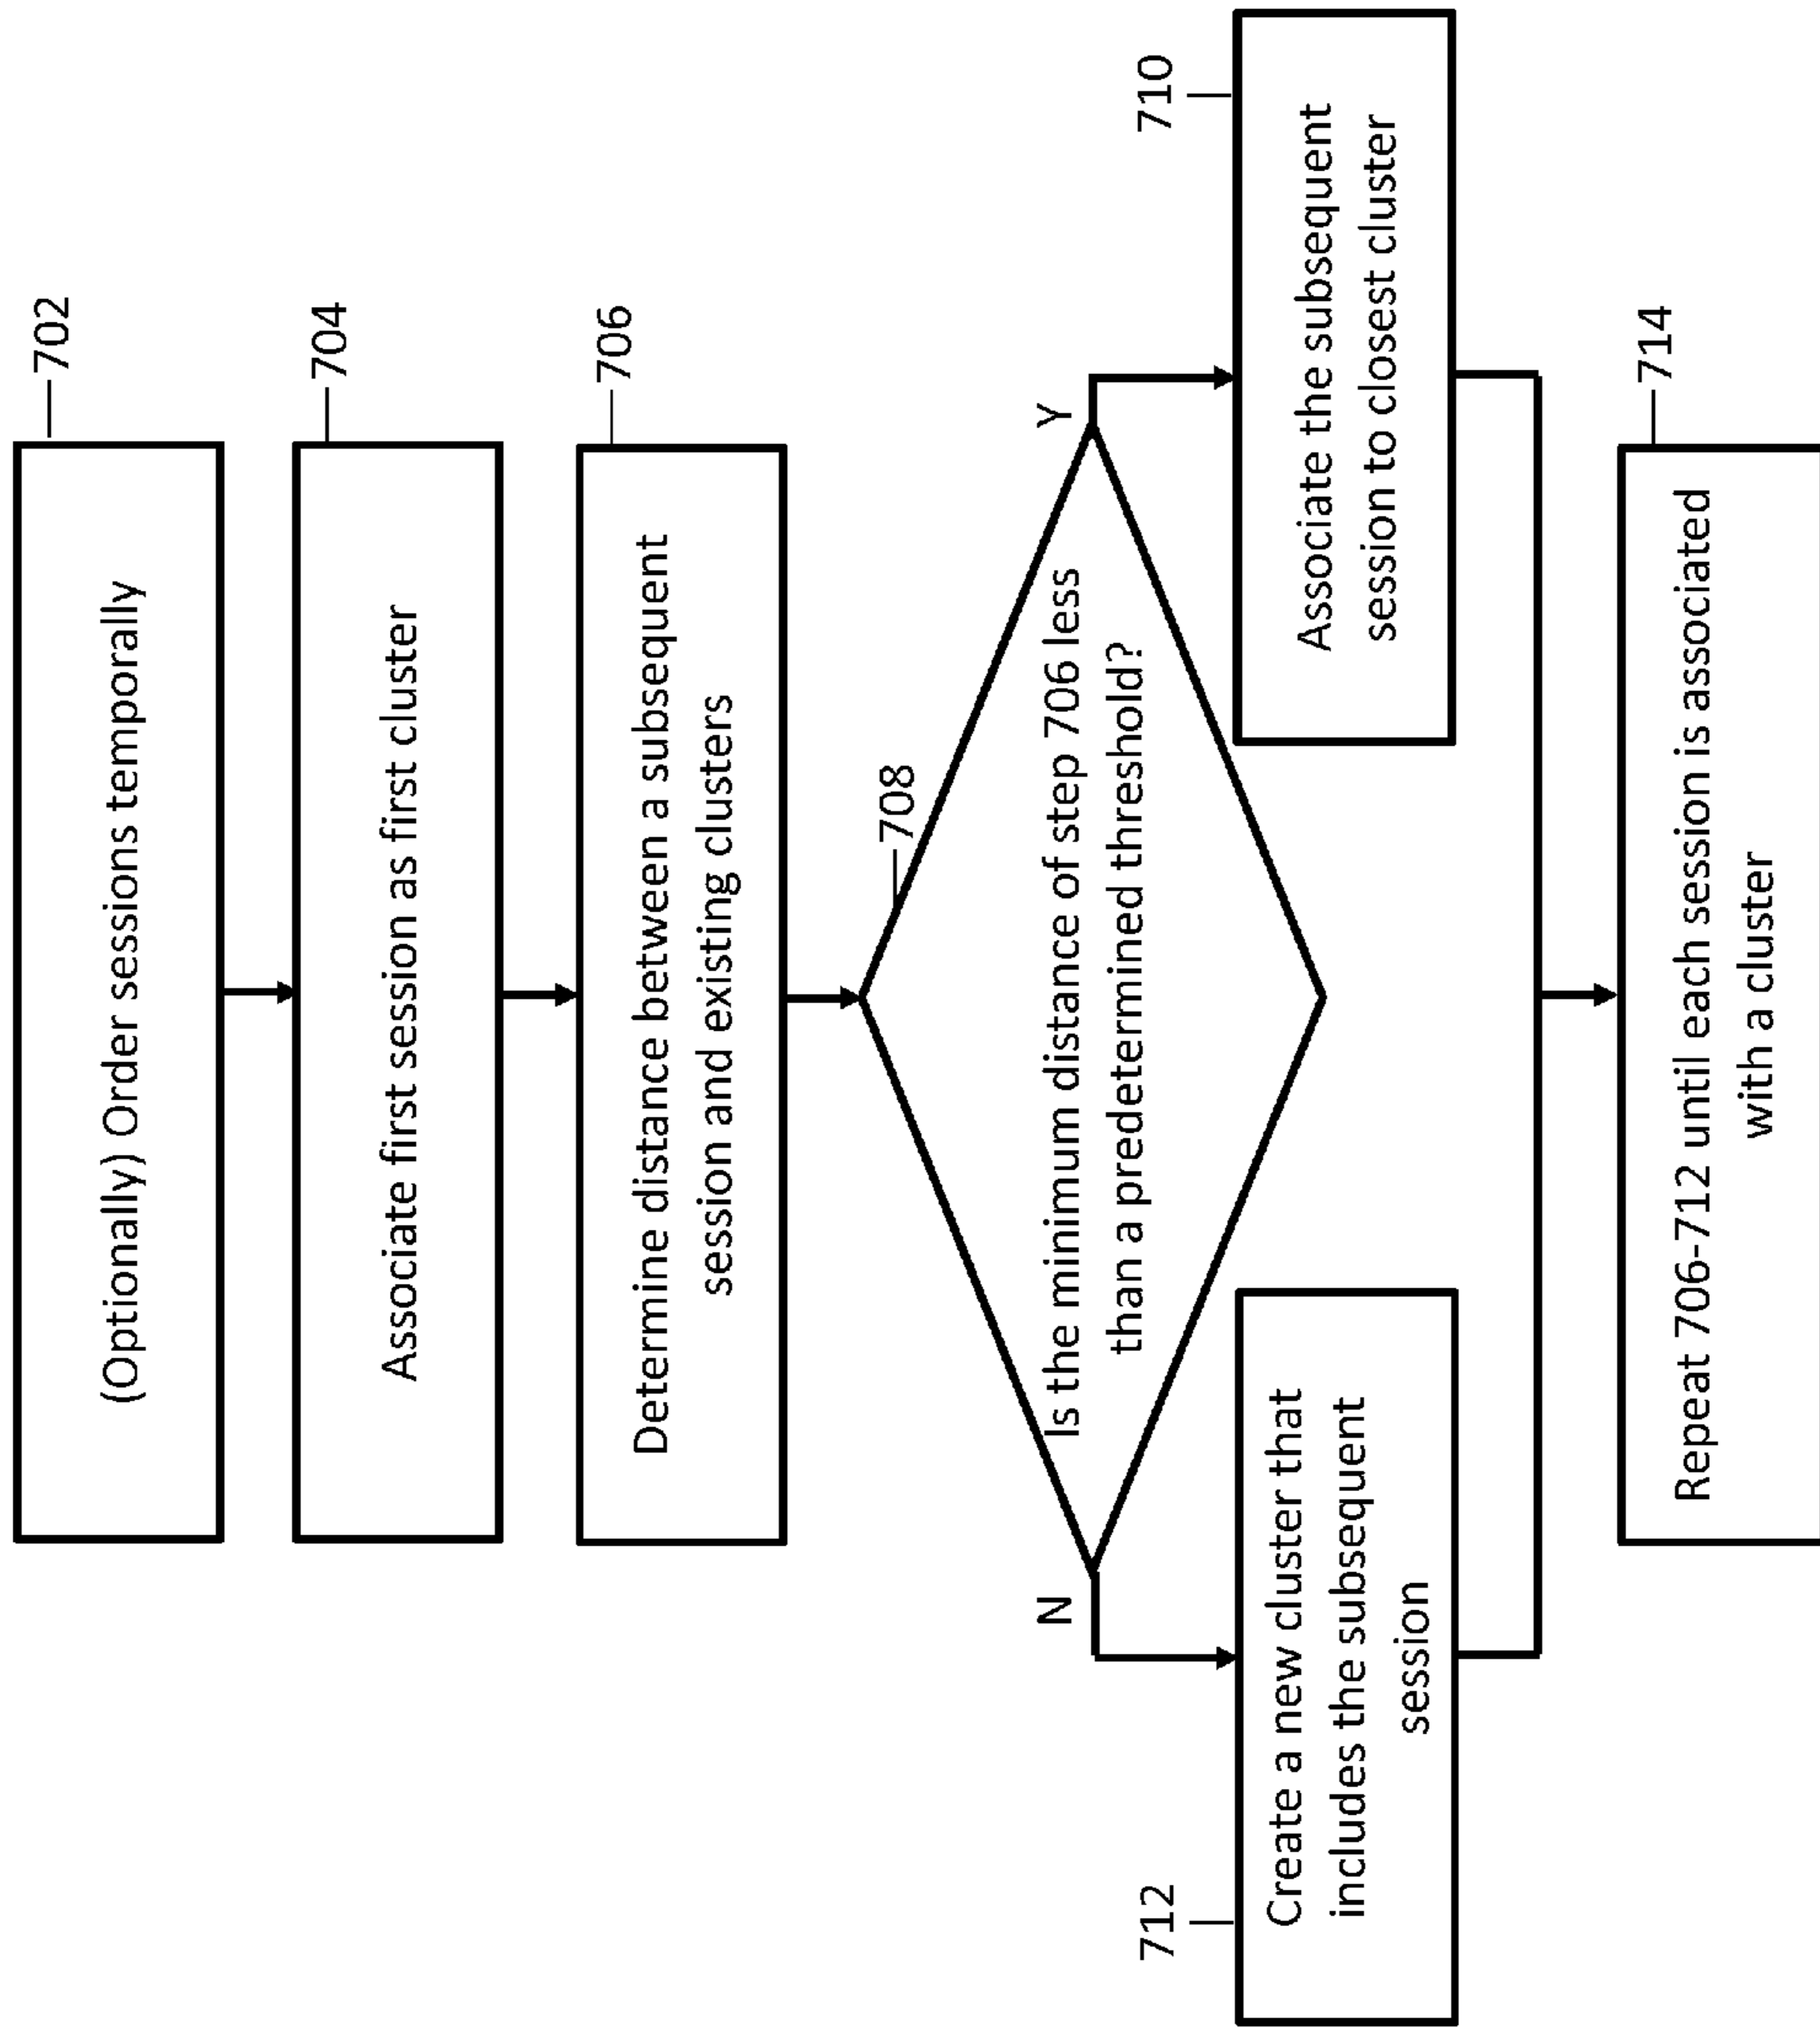 702
(Optionally) Order sessions temporally
704
Associate first session as first cluster
706
Determine distance between a subsequent
session and existing clusters
708
Is the minimum distance of step 706 less
than a predetermined threshold?
N
Y
712
Create a new cluster that
includes the subsequent
session
710
Associate the subsequent
session to closest cluster
714
Repeat 706-712 until each session is associated
with a cluster